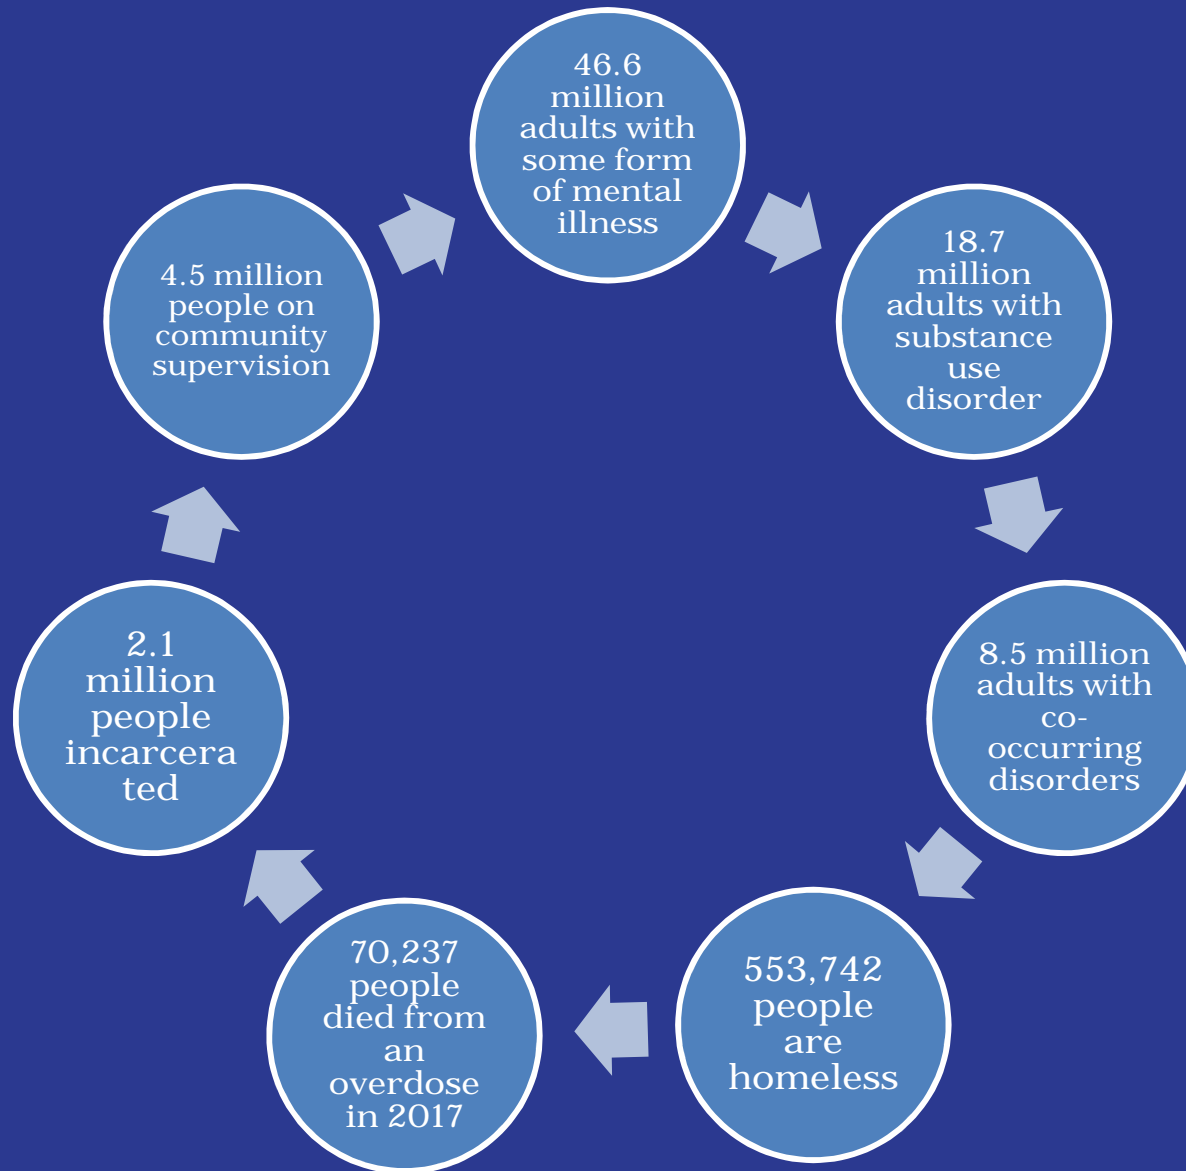 46.6
million
adults with
some form
of mental
illness
18.7
million
adults with
substance
use
disorder
8.5 million
adults with
co-
occurring
disorders
553,742
people
are
homeless
70,237
people
died from
an
overdose
in 2017
2.1
million
people
incarcera
ted
4.5 million
people on
community
supervision